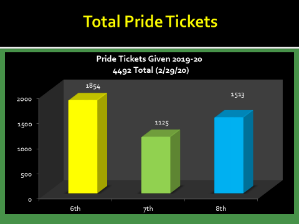 Total Pride Tickets
Pride Tickets Given 2019-20
4492 Total (2/29/20)
1854
1125
1513
2000
1500
1000
500
0
6th 7th 8th